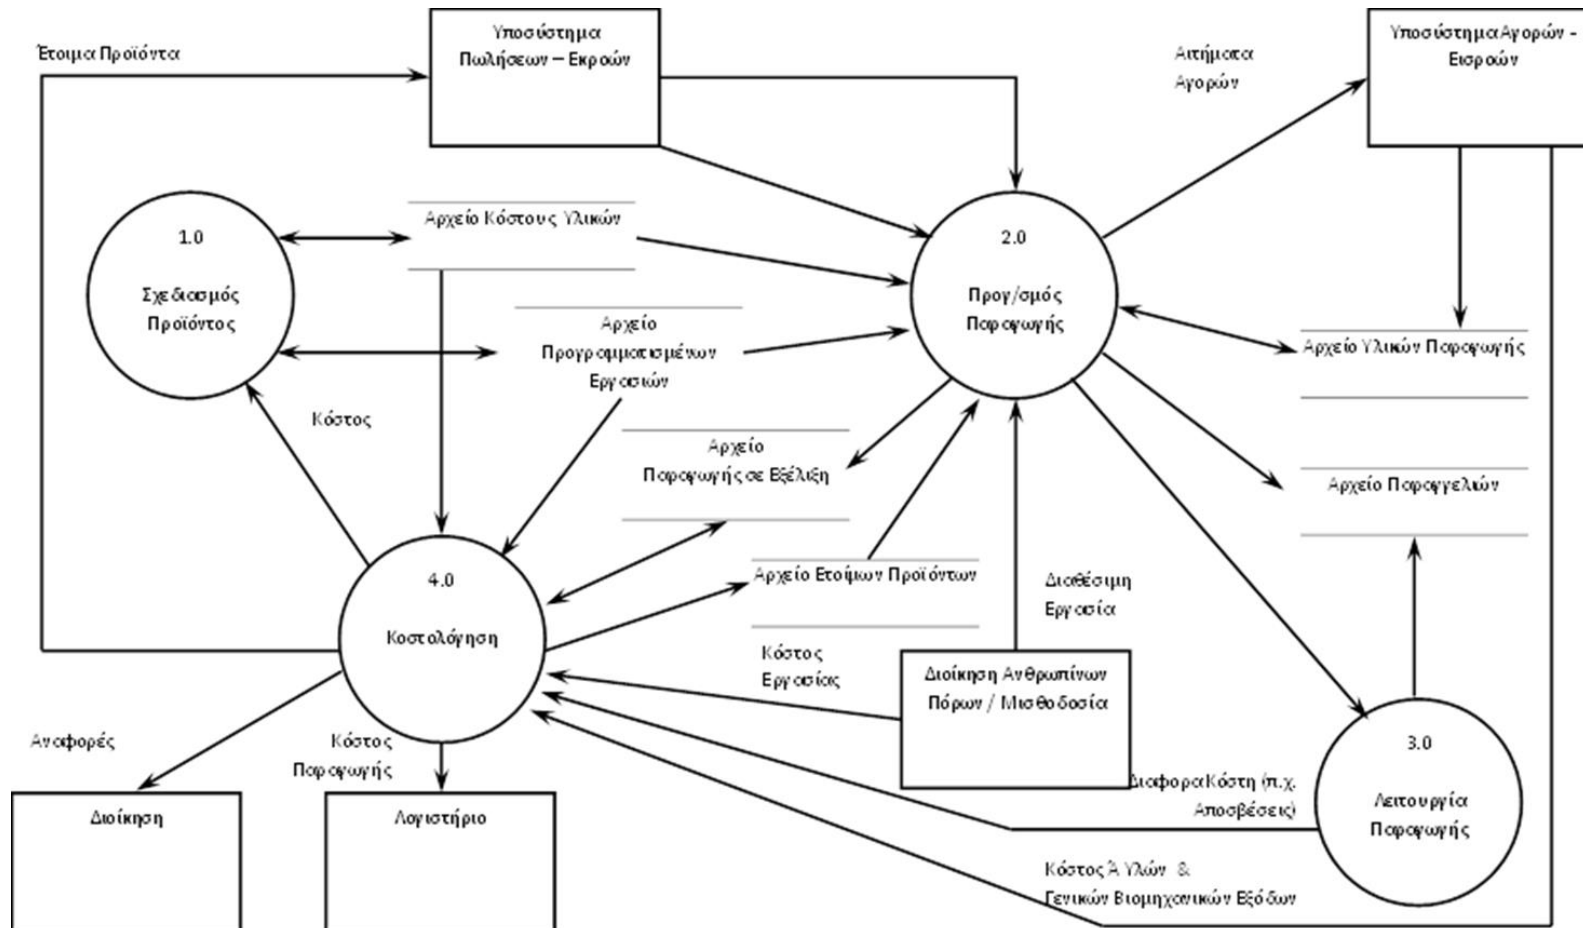 Έτοιμα Προϊόντα
Υποσύστημα
Πωλήσεων – Εκροών
Αιτήματα
Αγορών
Υποσύστημα Αγορών -
Εισροών
1.0
Σχεδιασμός
Προϊόντος
Αρχείο Κόστους Υλικών
2.0
Προγ/σμός
Παραγωγής
Αρχείο
Προγραμματισμένων
Εργασιών
Αρχείο Υλικών Παραγωγής
Κόστος
Αρχείο
Παραγωγής σε Εξέλιξη
Αρχείο Παραγγελιών
4.0
Κοστολόγηση
Αρχείο Ετοίμων Προϊόντων
Διαθέσιμη
Εργασία
Κόστος
Εργασίας
Διοίκηση Ανθρωπίνων
Πόρων / Μισθοδοσία
3.0
Λειτουργία
Παραγωγής
Αναφορές
Κόστος
Παραγωγής
Διάφορα Κόστη (π.χ.
Αποσβέσεις)
Διοίκηση
Λογιστήριο
Κόστος Ά Υλών &
Γενικών Βιομηχανικών Εξόδων